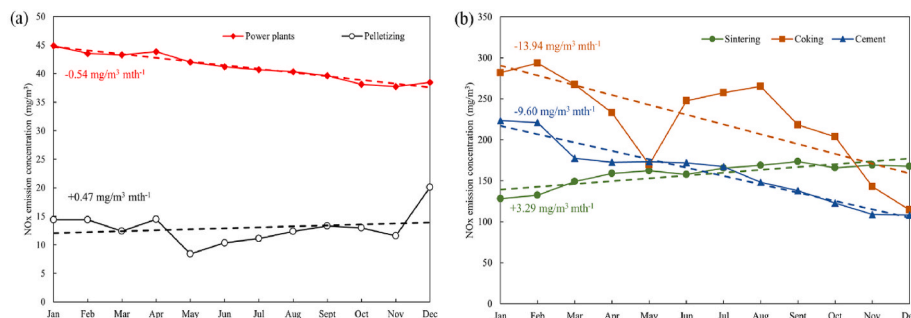 (a)
Power plants
Pelletizing
NOx emission concentration (mg/m³)
50
45
40
35
30
25
20
15
10
5
0
-0.54 mg/m³ mth⁻¹
+0.47 mg/m³ mth⁻¹
Jan Feb Mar Apr May Jun Jul Aug Sept Oct Nov Dec
(b)
Sintering
Coking
Cement
NOx emission concentration (mg/m³)
350
300
250
200
150
100
50
0
-13.94 mg/m³ mth⁻¹
-9.60 mg/m³ mth⁻¹
+3.29 mg/m³ mth⁻¹
Jan Feb Mar Apr May Jun Jul Aug Sept Oct Nov De